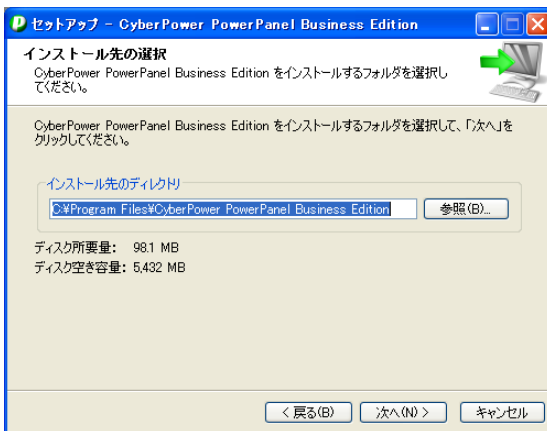 セットアップ - CyberPower PowerPanel Business Edition
インストール先の選択
CyberPower PowerPanel Business Edition をインストールするフォルダを選択し
てください。
CyberPower PowerPanel Business Edition をインストールするフォルダを選択して、「次へ」を
クリックしてください。
インストール先のディレクトリ
C:¥Program Files¥CyberPower PowerPanel Business Edition
参照(B)...
ディスク所要量: 98.1 MB
ディスク空き容量: 5,432 MB
< 戻る(B)
次へ(N) >
キャンセル